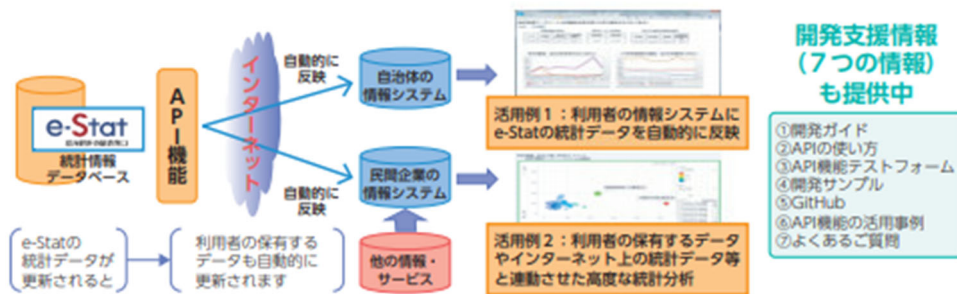 e-Stat
統計情報
データベース
API機能
インターネット
自動的に
反映
自動的に
反映
自治体の
情報システム
民間企業の
情報システム
他の情報・
サービス
e-Statの
統計データが
更新されると
利用者の保有する
データも自動的に
更新されます
活用例1：利用者の情報システムに
e-Statの統計データを自動的に反映
活用例2：利用者の保有するデータ
やインターネット上の統計データ等
と連動させた高度な統計分析
開発支援情報
（7つの情報）
も提供中
①開発ガイド
②APIの使い方
③API機能テストフォーム
④開発サンプル
⑤GitHub
⑥API機能の活用事例
⑦よくあるご質問